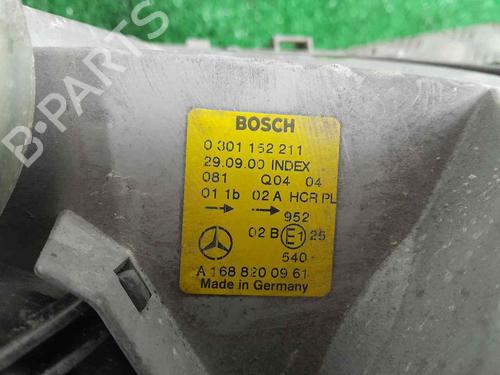 BOSCH
0 301 152 211
29.09.00 INDEX
081 Q04 04
01 1b 02 A HCR PL
952
02 B E1 25
540
A 168 820 09 61
Made in Germany
B-PARTS